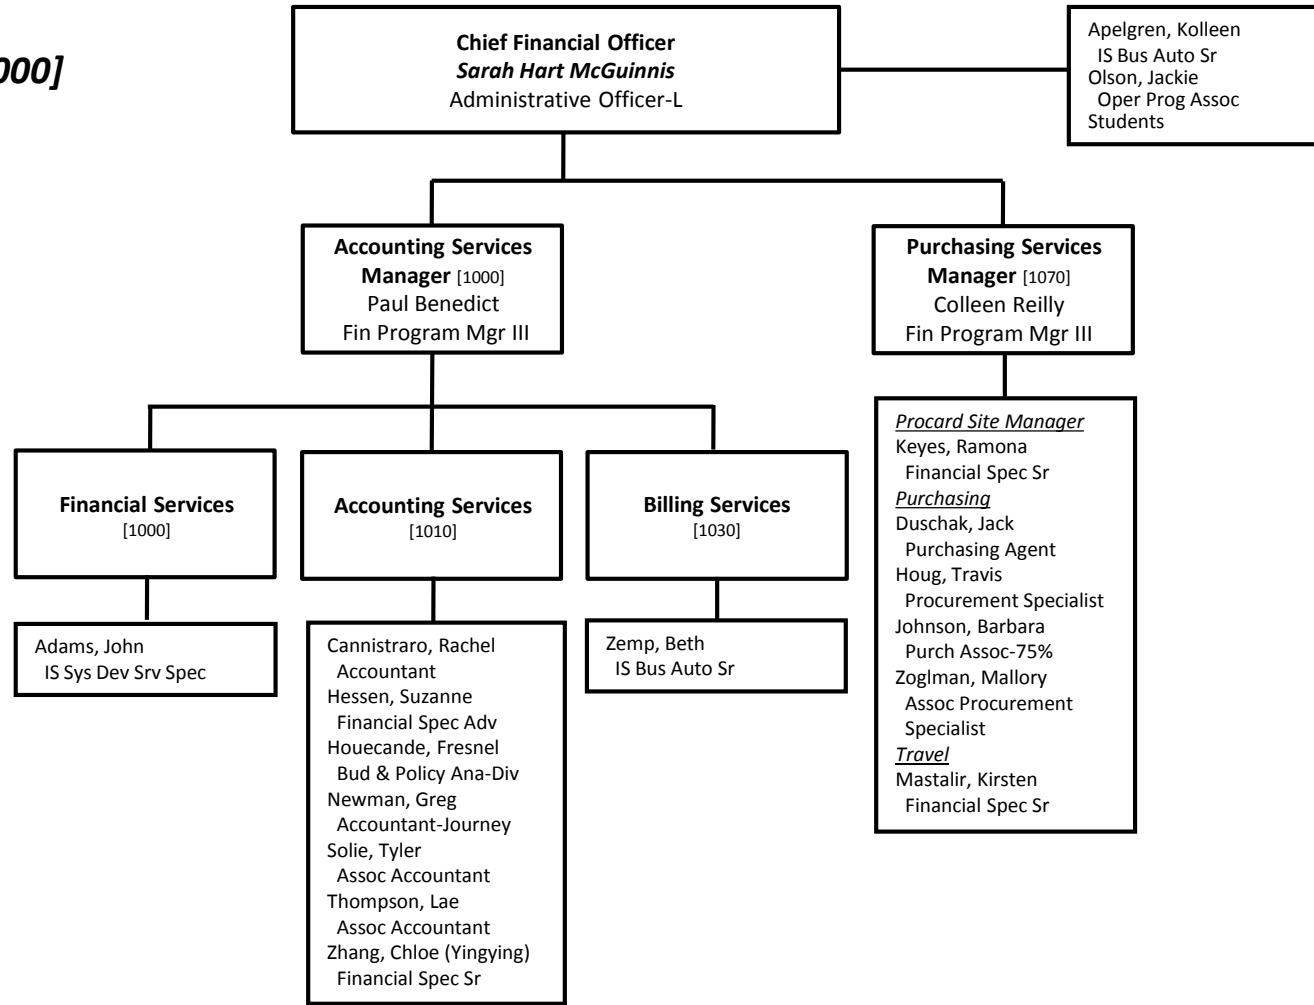 000]
Chief Financial Officer
Sarah Hart McGuinnis
Administrative Officer-L
Apelgren, Kolleen
IS Bus Auto Sr
Olson, Jackie
Oper Prog Assoc
Students
Accounting Services
Manager [1000]
Paul Benedict
Fin Program Mgr III
Purchasing Services
Manager [1070]
Colleen Reilly
Fin Program Mgr III
Financial Services
[1000]
Accounting Services
[1010]
Billing Services
[1030]
Procard Site Manager
Keyes, Ramona
Financial Spec Sr
Purchasing
Duschak, Jack
Purchasing Agent
Houg, Travis
Procurement Specialist
Johnson, Barbara
Purch Assoc-75%
Zoglman, Mallory
Assoc Procurement
Specialist
Travel
Mastalir, Kirsten
Financial Spec Sr
Adams, John
IS Sys Dev Srv Spec
Cannistraro, Rachel
Accountant
Hessen, Suzanne
Financial Spec Adv
Houecande, Fresnel
Bud & Policy Ana-Div
Newman, Greg
Accountant-Journey
Solie, Tyler
Assoc Accountant
Thompson, Lae
Assoc Accountant
Zhang, Chloe (Yingying)
Financial Spec Sr
Zemp, Beth
IS Bus Auto Sr